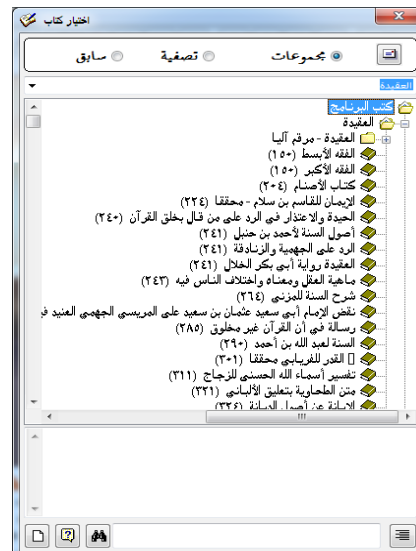 اختيار كتاب
مجموعات تصفية سابق
العقيدة
كتب البرنامج
العقيدة
العقيدة - مرقم آليا
الفقه الأبسط (١٥٠)
الفقه الأكبر (١٥٠)
كتاب الأصنام (٢٠٤)
الإيمان للقاسم بن سلام - محققا (٢٢٤)
الحيدة والاعتذار في الرد على من قال بخلق القرآن (٢٤٠)
أصول السنة لأحمد بن حنبل (٢٤١)
الرد على الجهمية والزنادقة (٢٤١)
العقيدة رواية أبي بكر الخلال (٢٤١)
ماهية العقل ومعناه واختلاف الناس فيه (٢٤٣)
شرح السنة للمزني (٢٦٤)
نقض الإمام أبي سعيد عثمان بن سعيد على المريسي الجهمي العنيد في
رسالة في أن القرآن غير مخلوق (٢٨٥)
السنة لعبد الله بن أحمد (٢٩٠)
القدر للفريابي محققا (٣٠١)
تفسير أسماء الله الحسنى للزجاج (٣١١)
متن الطحاوية بتعليق الألباني (٣٢١)
الإبانة عن أصول الديانة (٣٢٤)